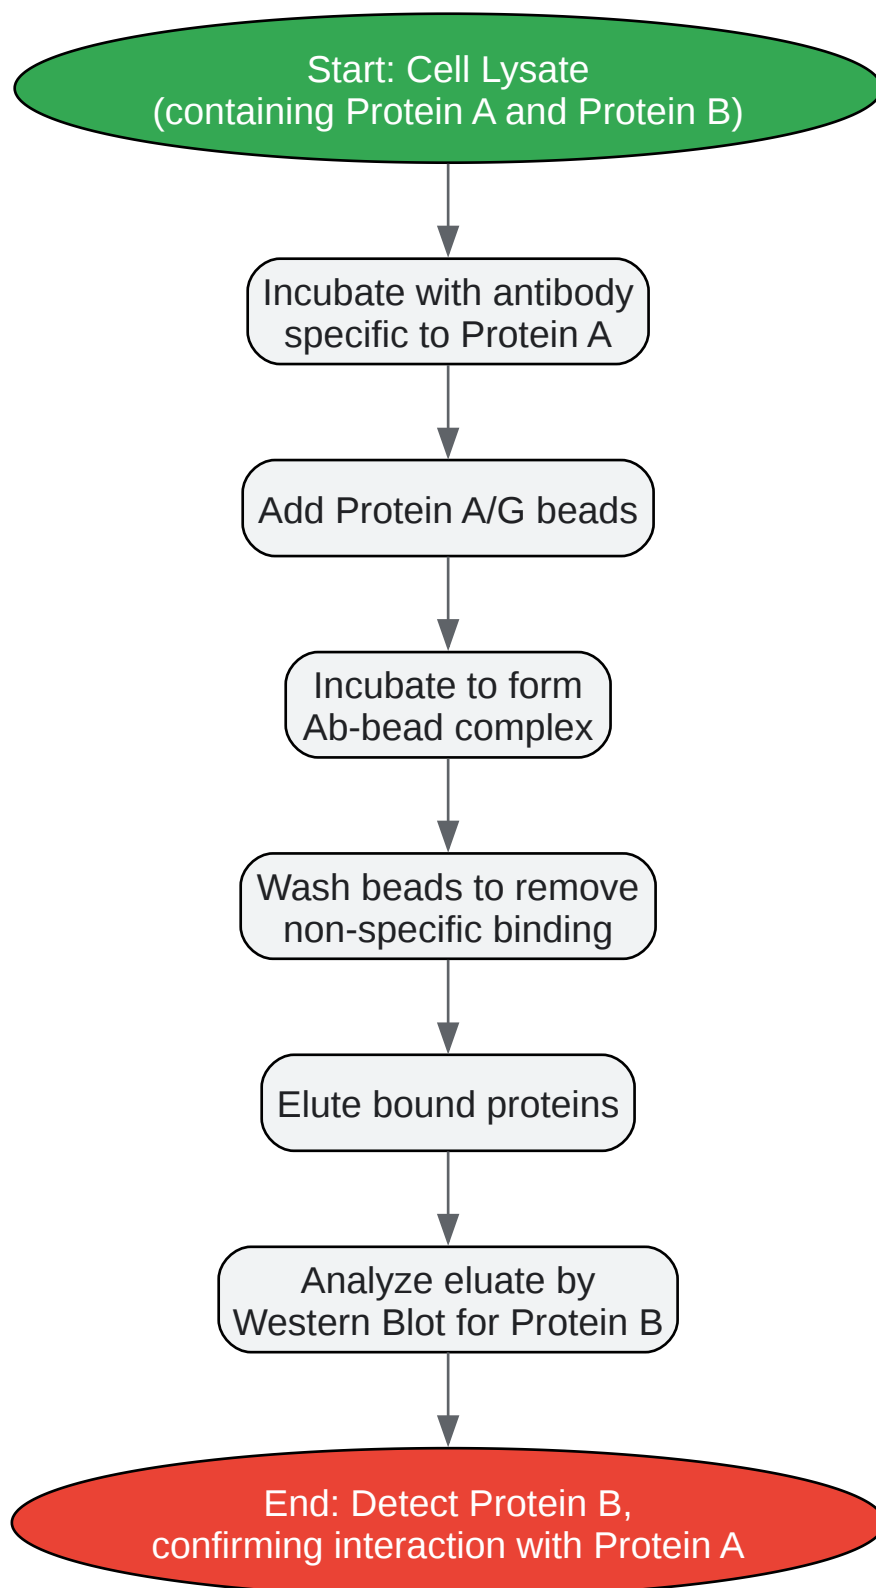 Start: Cell Lysate
(containing Protein A and Protein B)
Incubate with antibody
specific to Protein A
Add Protein A/G beads
Incubate to form
Ab-bead complex
Wash beads to remove
non-specific binding
Elute bound proteins
Analyze eluate by
Western Blot for Protein B
End: Detect Protein B,
confirming interaction with Protein A